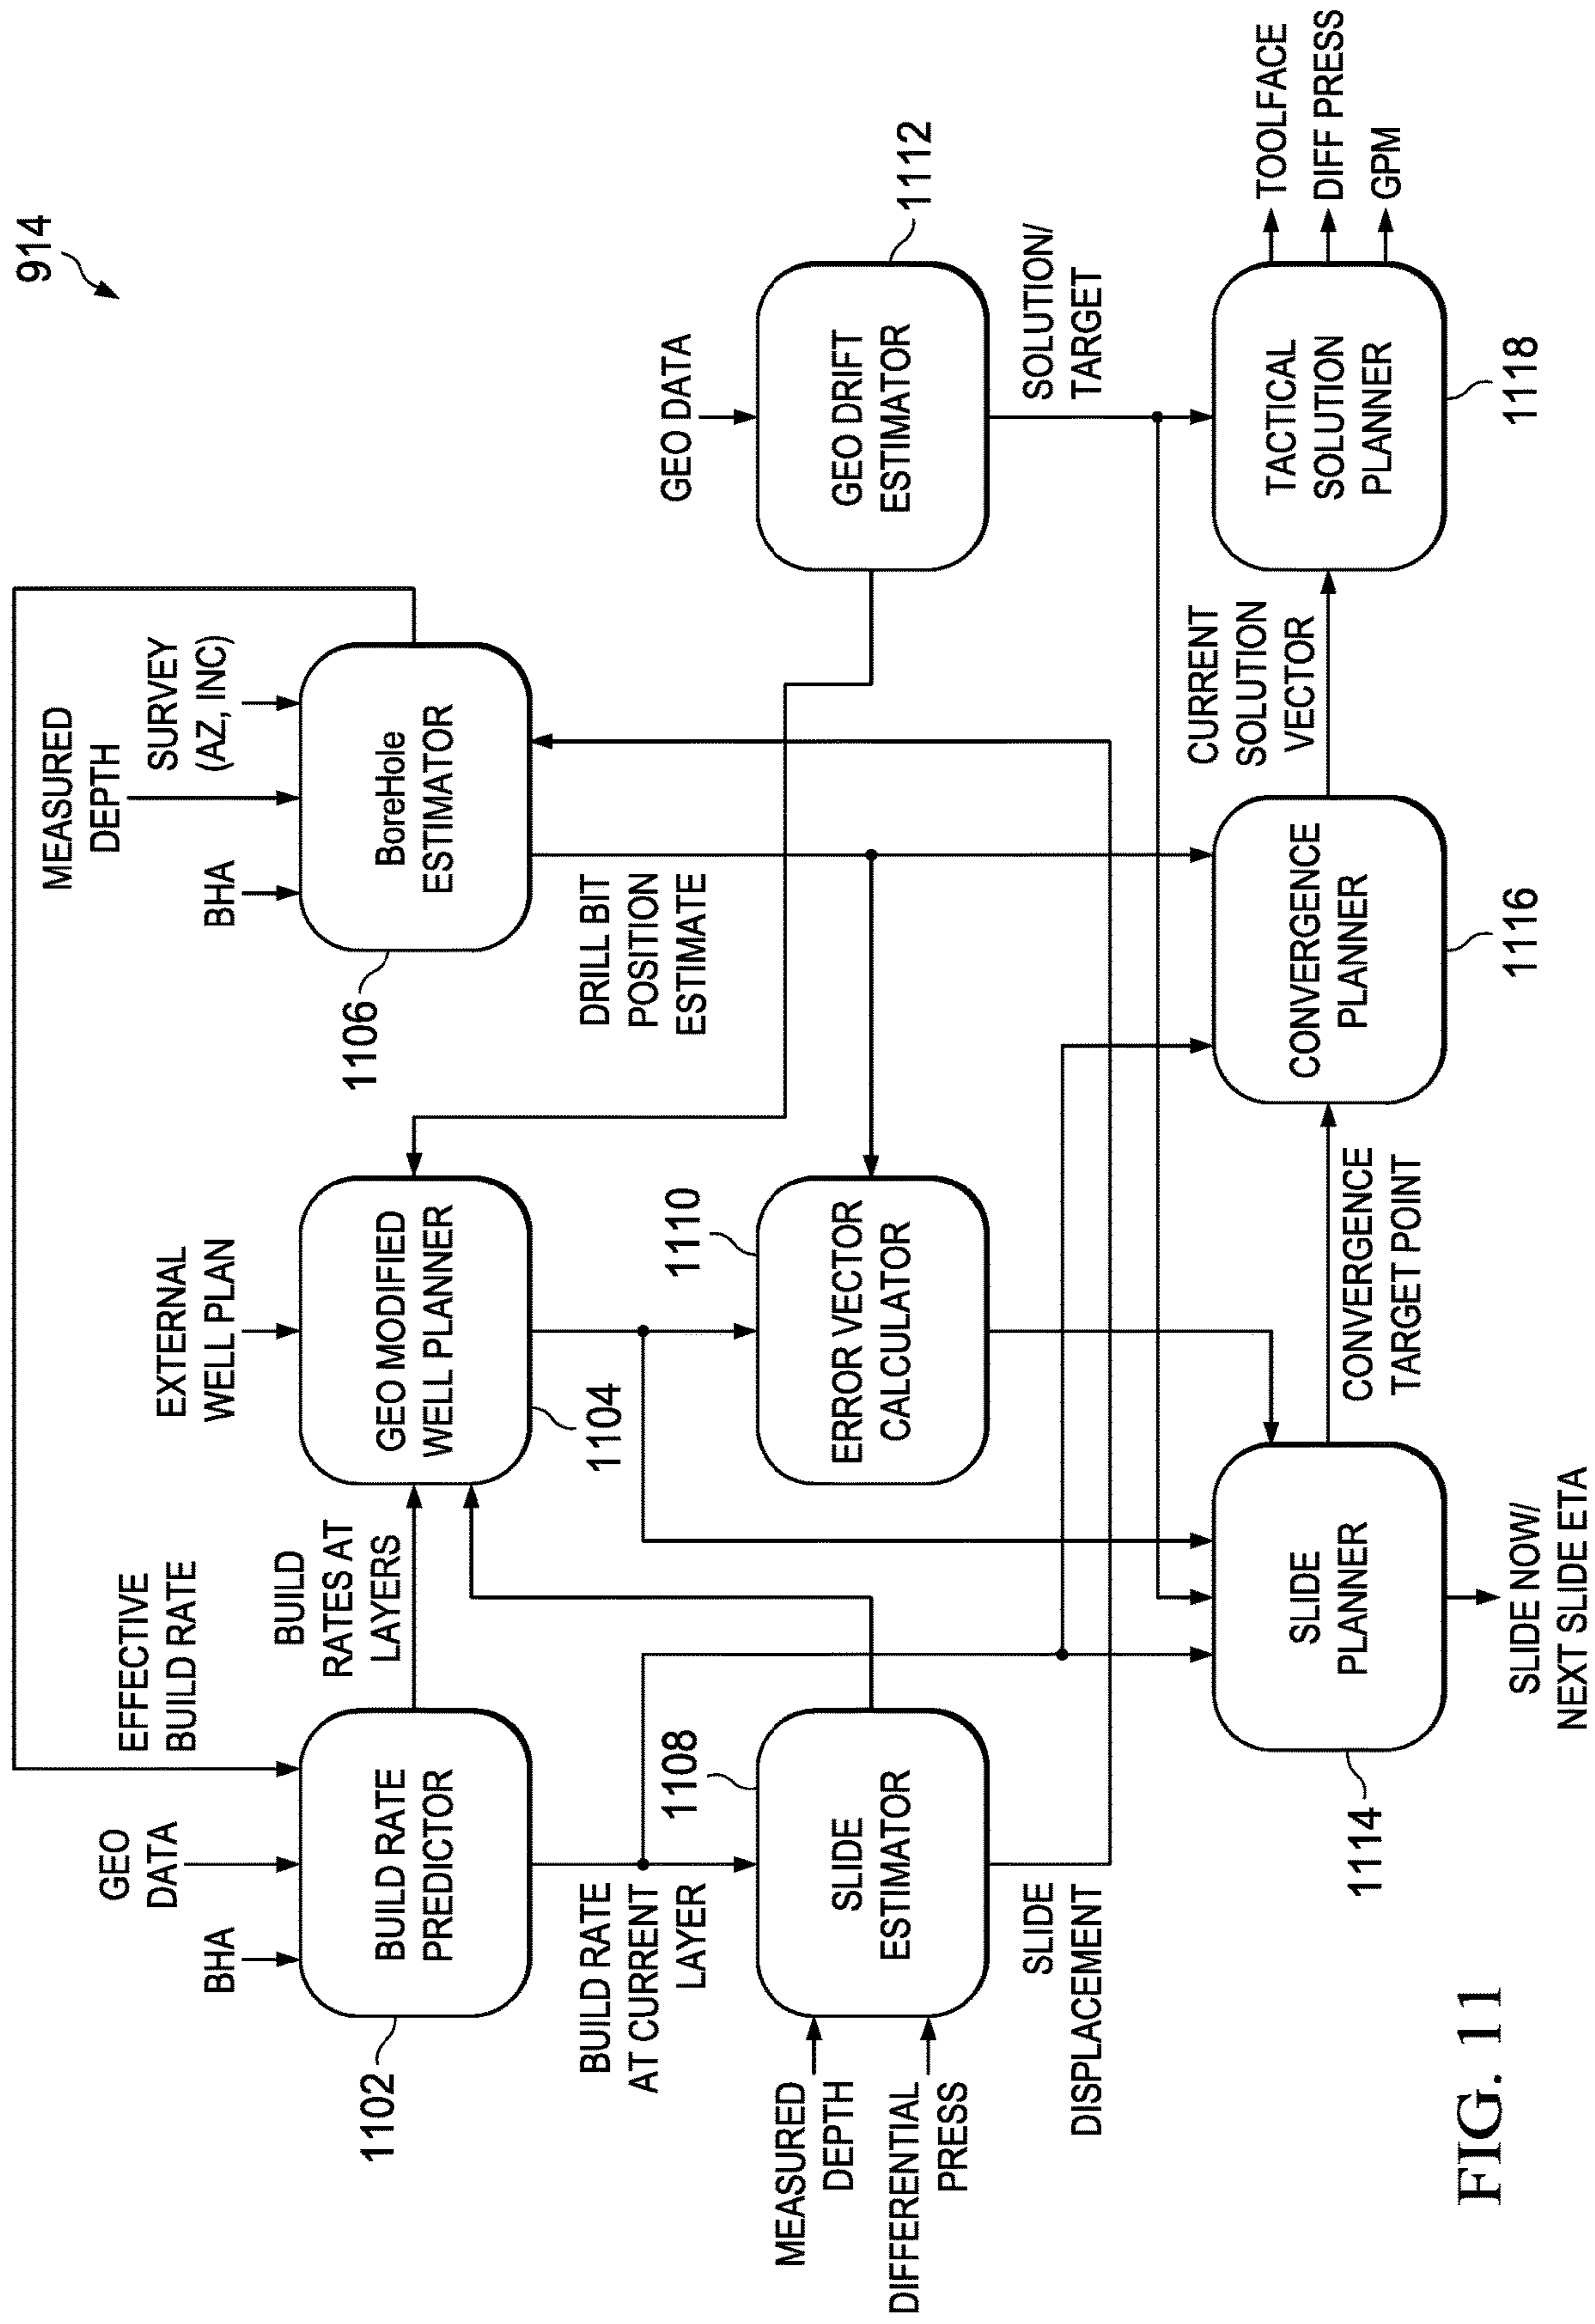 914
EFFECTIVE
BUILD RATE
GEO
DATA
BHA
BUILD RATE
PREDICTOR
1102
BUILD
RATES AT
LAYERS
EXTERNAL
WELL PLAN
GEO MODIFIED
WELL PLANNER
1104
MEASURED
DEPTH
SURVEY
(AZ, INC)
BHA
BoreHole
ESTIMATOR
1106
BUILD RATE
AT CURRENT
LAYER
DRILL BIT
POSITION
ESTIMATE
MEASURED
DEPTH
DIFFERENTIAL
PRESS
1108
SLIDE
ESTIMATOR
1110
ERROR VECTOR
CALCULATOR
GEO DATA
GEO DRIFT
ESTIMATOR
1112
SLIDE
DISPLACEMENT
SOLUTION/
TARGET
SLIDE
PLANNER
1114
CONVERGENCE
TARGET POINT
CONVERGENCE
PLANNER
1116
CURRENT
SOLUTION
VECTOR
TACTICAL
SOLUTION
PLANNER
1118
TOOLFACE
DIFF PRESS
GPM
SLIDE NOW/
NEXT SLIDE ETA
FIG. 11